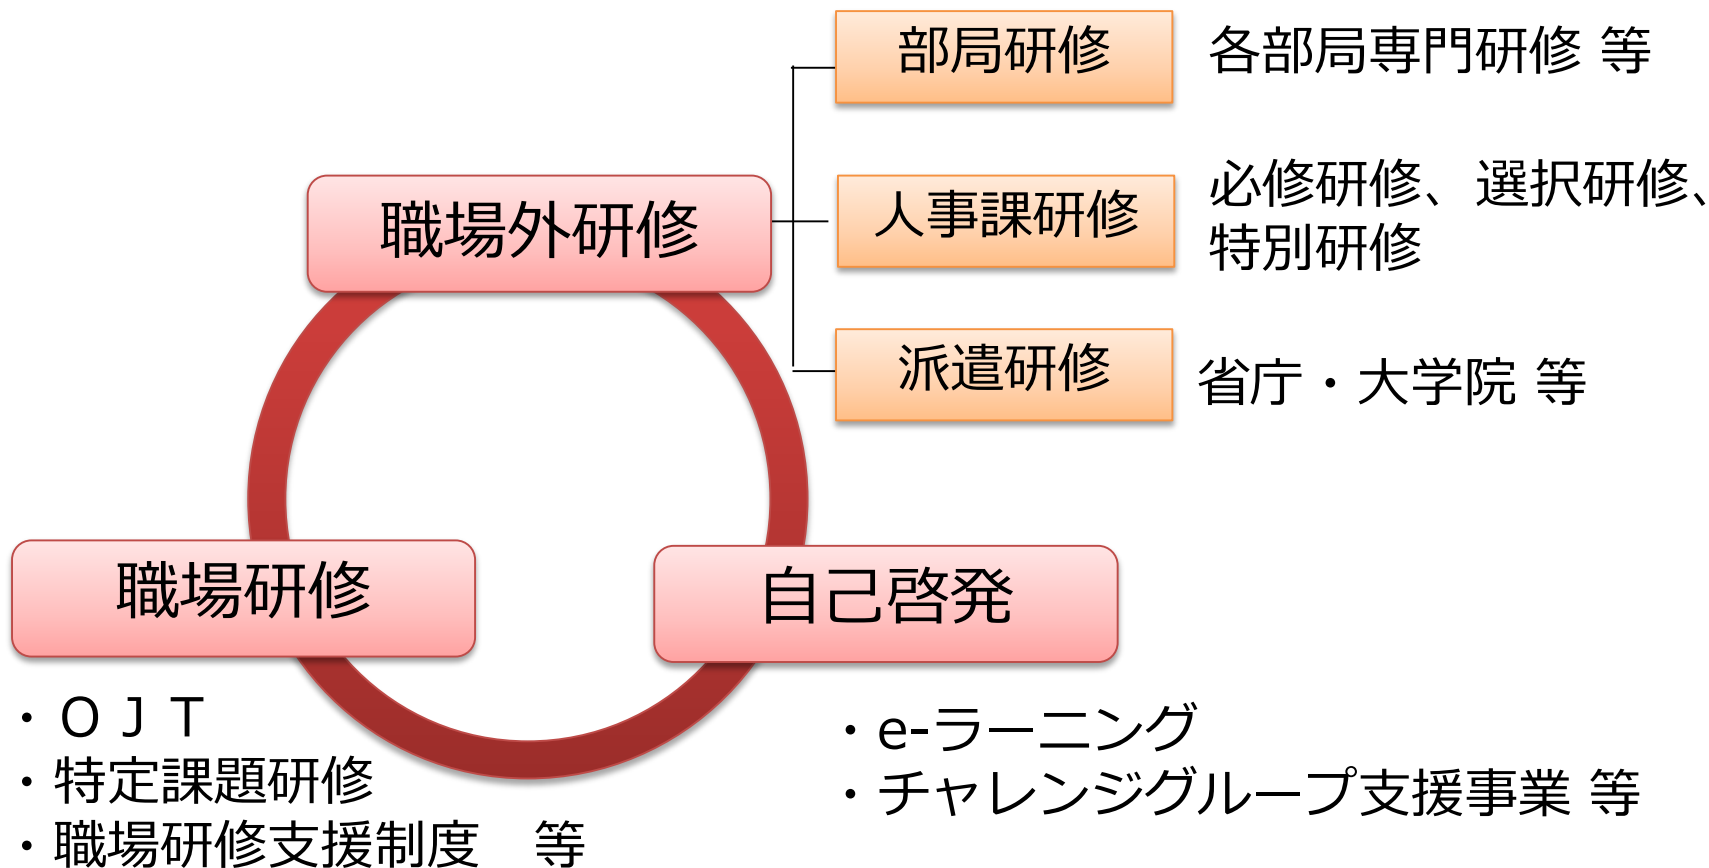 部局研修
各部局専門研修 等
職場外研修
人事課研修
必修研修、選択研修、
特別研修
派遣研修
省庁・大学院 等
職場研修
・ＯＪＴ
・特定課題研修
・職場研修支援制度　等
自己啓発
・e-ラーニング
・チャレンジグループ支援事業 等